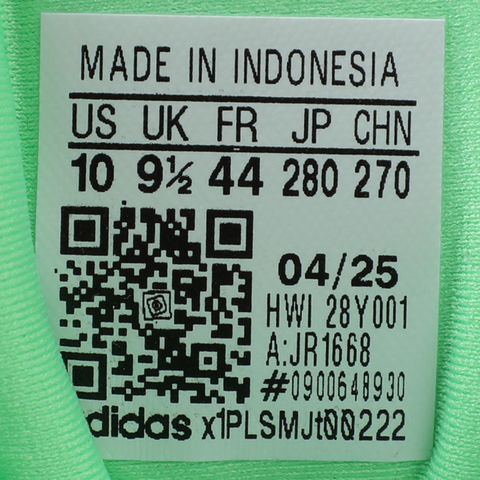 MADE IN INDONESIA
US UK FR JP CHN
10 9½ 44 280 270
04/25
HWI 28Y001
A:JR1668
#0900648930
adidas x1PLSMJt00222